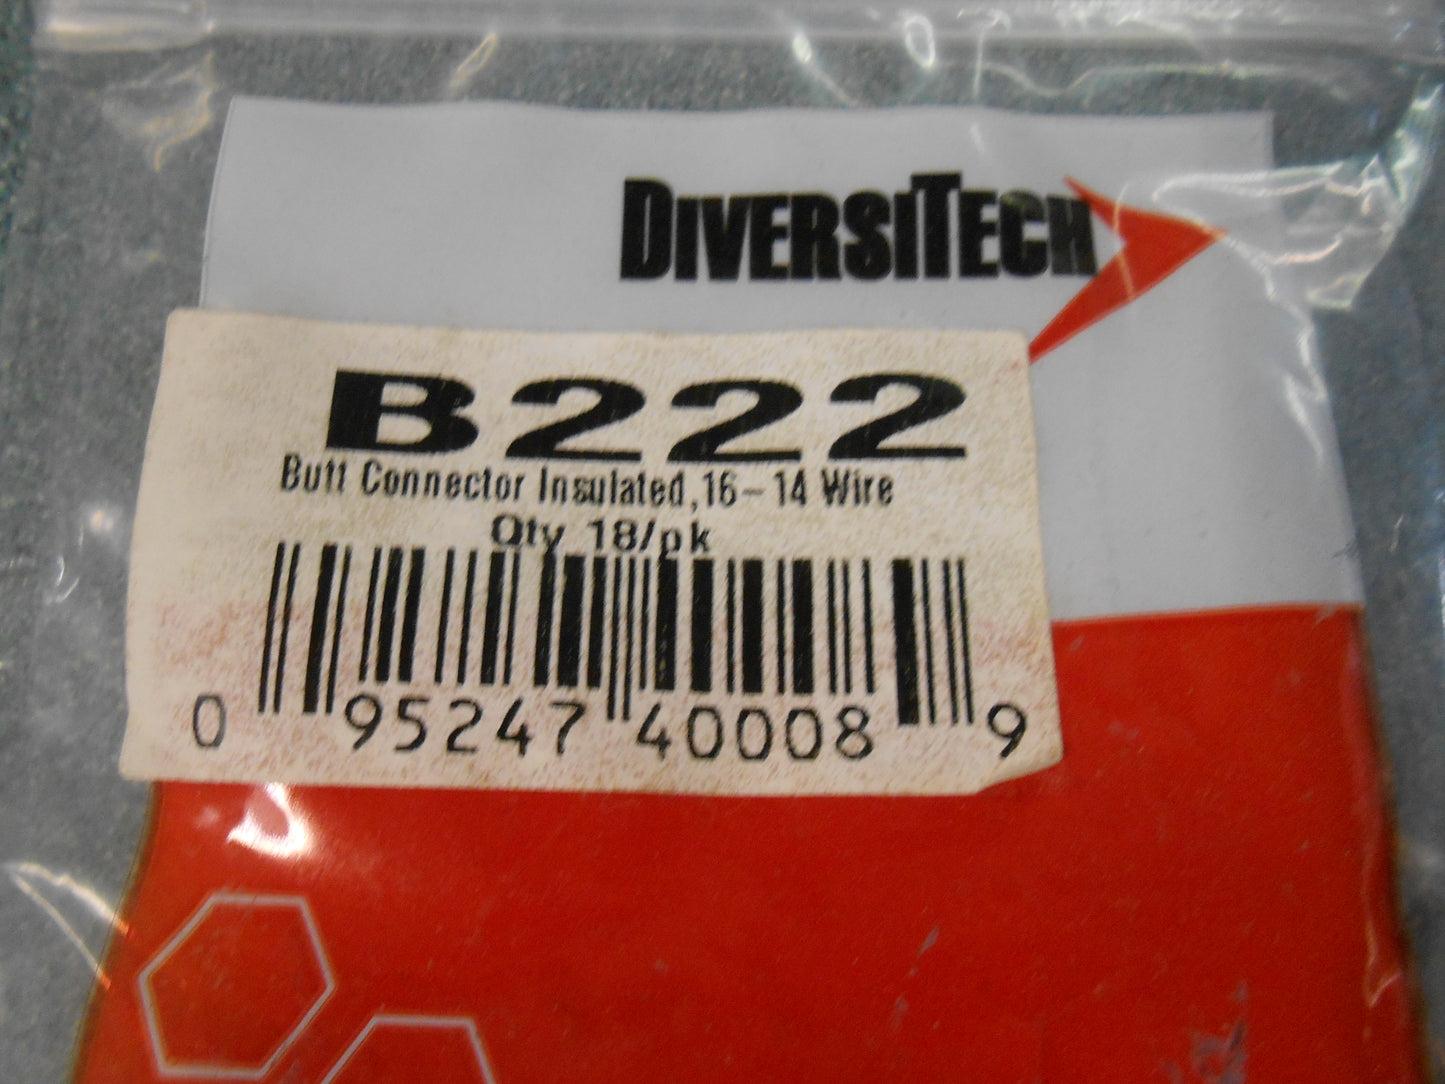 DIVERSITECH
B222
Butt Connector Insulated,16-14 Wire
Qty 18/pk
0 95247 40008 9